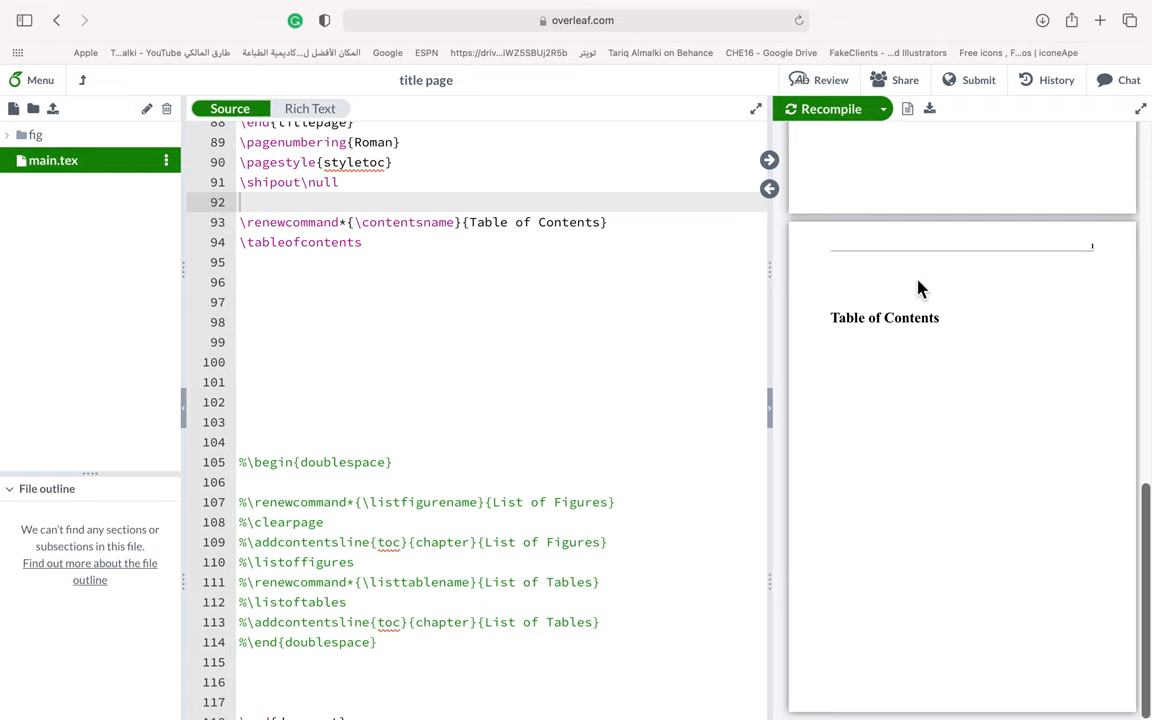 overleaf.com
Apple
طارق المالكي - YouTube
T...alki
المكان الأفضل ل...كاديمية الطباعة
Google
ESPN
https://driv...iWZ5SBUj2R5b
تويتر
Tariq Almalki on Behance
CHE16 - Google Drive
FakeClients - ...d Illustrators
Free icons , F...os | iconeApe
Menu
title page
Review
Share
Submit
History
Chat
Source
Rich Text
Recompile
fig
main.tex
88 \end{titlepage}
89 \pagenumbering{Roman}
90 \pagestyle{styletoc}
91 \shipout\null
92
93 \renewcommand*{\contentsname}{Table of Contents}
94 \tableofcontents
95
96
97
98
99
100
101
102
103
104
105 %\begin{doublespace}
106
107 %\renewcommand*{\listfigurename}{List of Figures}
108 %\clearpage
109 %\addcontentsline{toc}{chapter}{List of Figures}
110 %\listoffigures
111 %\renewcommand*{\listtablename}{List of Tables}
112 %\listoftables
113 %\addcontentsline{toc}{chapter}{List of Tables}
114 %\end{doublespace}
115
116
117
File outline
We can't find any sections or
subsections in this file.
Find out more about the file
outline
I
Table of Contents